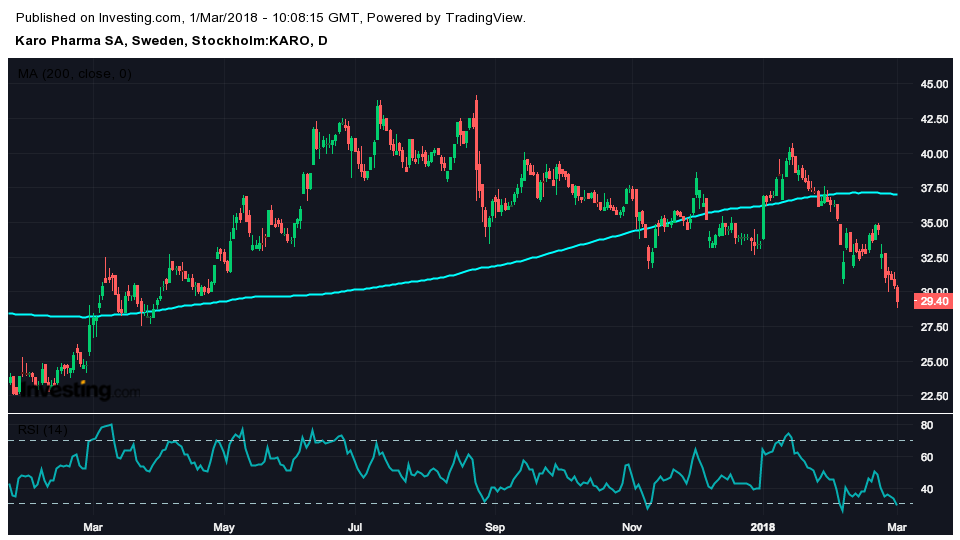 Published on Investing.com, 1/Mar/2018 - 10:08:15 GMT, Powered by TradingView.
Karo Pharma SA, Sweden, Stockholm:KARO, D
MA (200, close, 0)
45.00
42.50
40.00
37.50
35.00
32.50
30.00
29.40
27.50
25.00
22.50
Investing.com
RSI (14)
80
60
40
Mar May Jul Sep Nov 2018 Mar